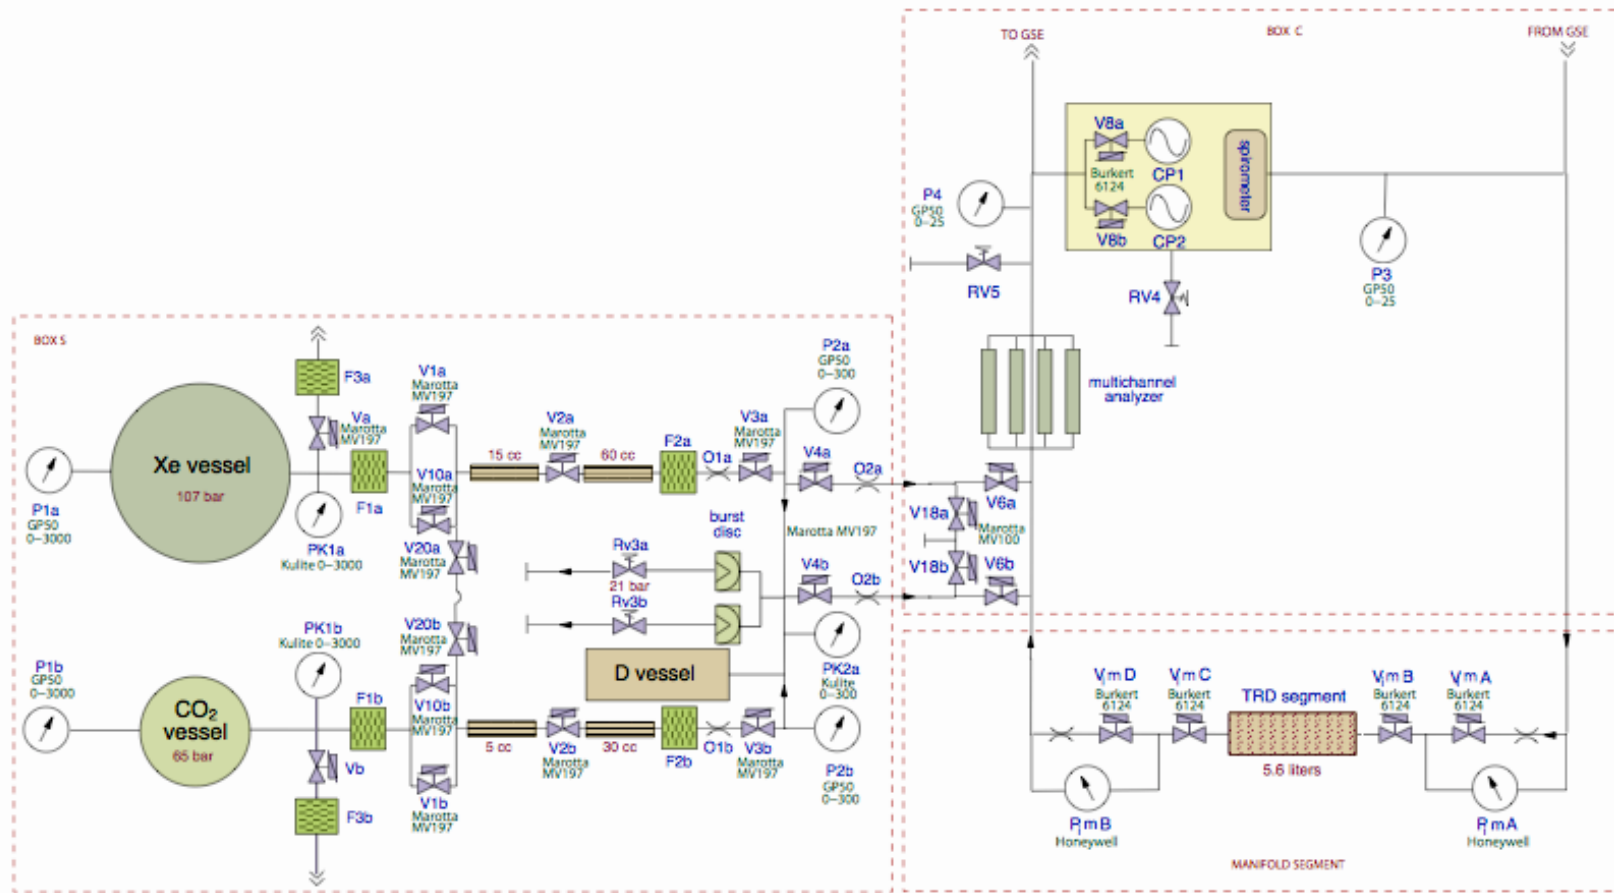 TO GSE
BOX C
FROM GSE
V8a
Burkert
6124
CP1
V8b
CP2
spirometer
P4
GP50
0–25
RV5
RV4
P3
GP50
0–25
multichannel
analyzer
BOX S
F3a
Va
Marotta
MV197
V1a
Marotta
MV197
Xe vessel
107 bar
P1a
GP50
0–3000
F1a
PK1a
Kulite 0–3000
V10a
Marotta
MV197
V20a
Marotta
MV197
15 cc
V2a
Marotta
MV197
60 cc
F2a
O1a
V3a
Marotta
MV197
P2a
GP50
0–300
V4a
O2a
Marotta MV197
burst
disc
Rv3a
21 bar
Rv3b
V4b
O2b
V18a
V6a
Marotta
MV100
V18b
V6b
PK1b
Kulite 0–3000
V20b
Marotta
MV197
P1b
GP50
0–3000
CO₂
vessel
65 bar
F1b
V10b
Marotta
MV197
D vessel
PK2a
Kulite
0–300
5 cc
V2b
Marotta
MV197
30 cc
F2b
O1b
V3b
Marotta
MV197
P2b
GP50
0–300
Vb
F3b
V1b
Marotta
MV197
VjmD
Burkert
6124
VjmC
Burkert
6124
TRD segment
5.6 liters
VjmB
Burkert
6124
VjmA
Burkert
6124
PjmB
Honeywell
PjmA
Honeywell
MANIFOLD SEGMENT